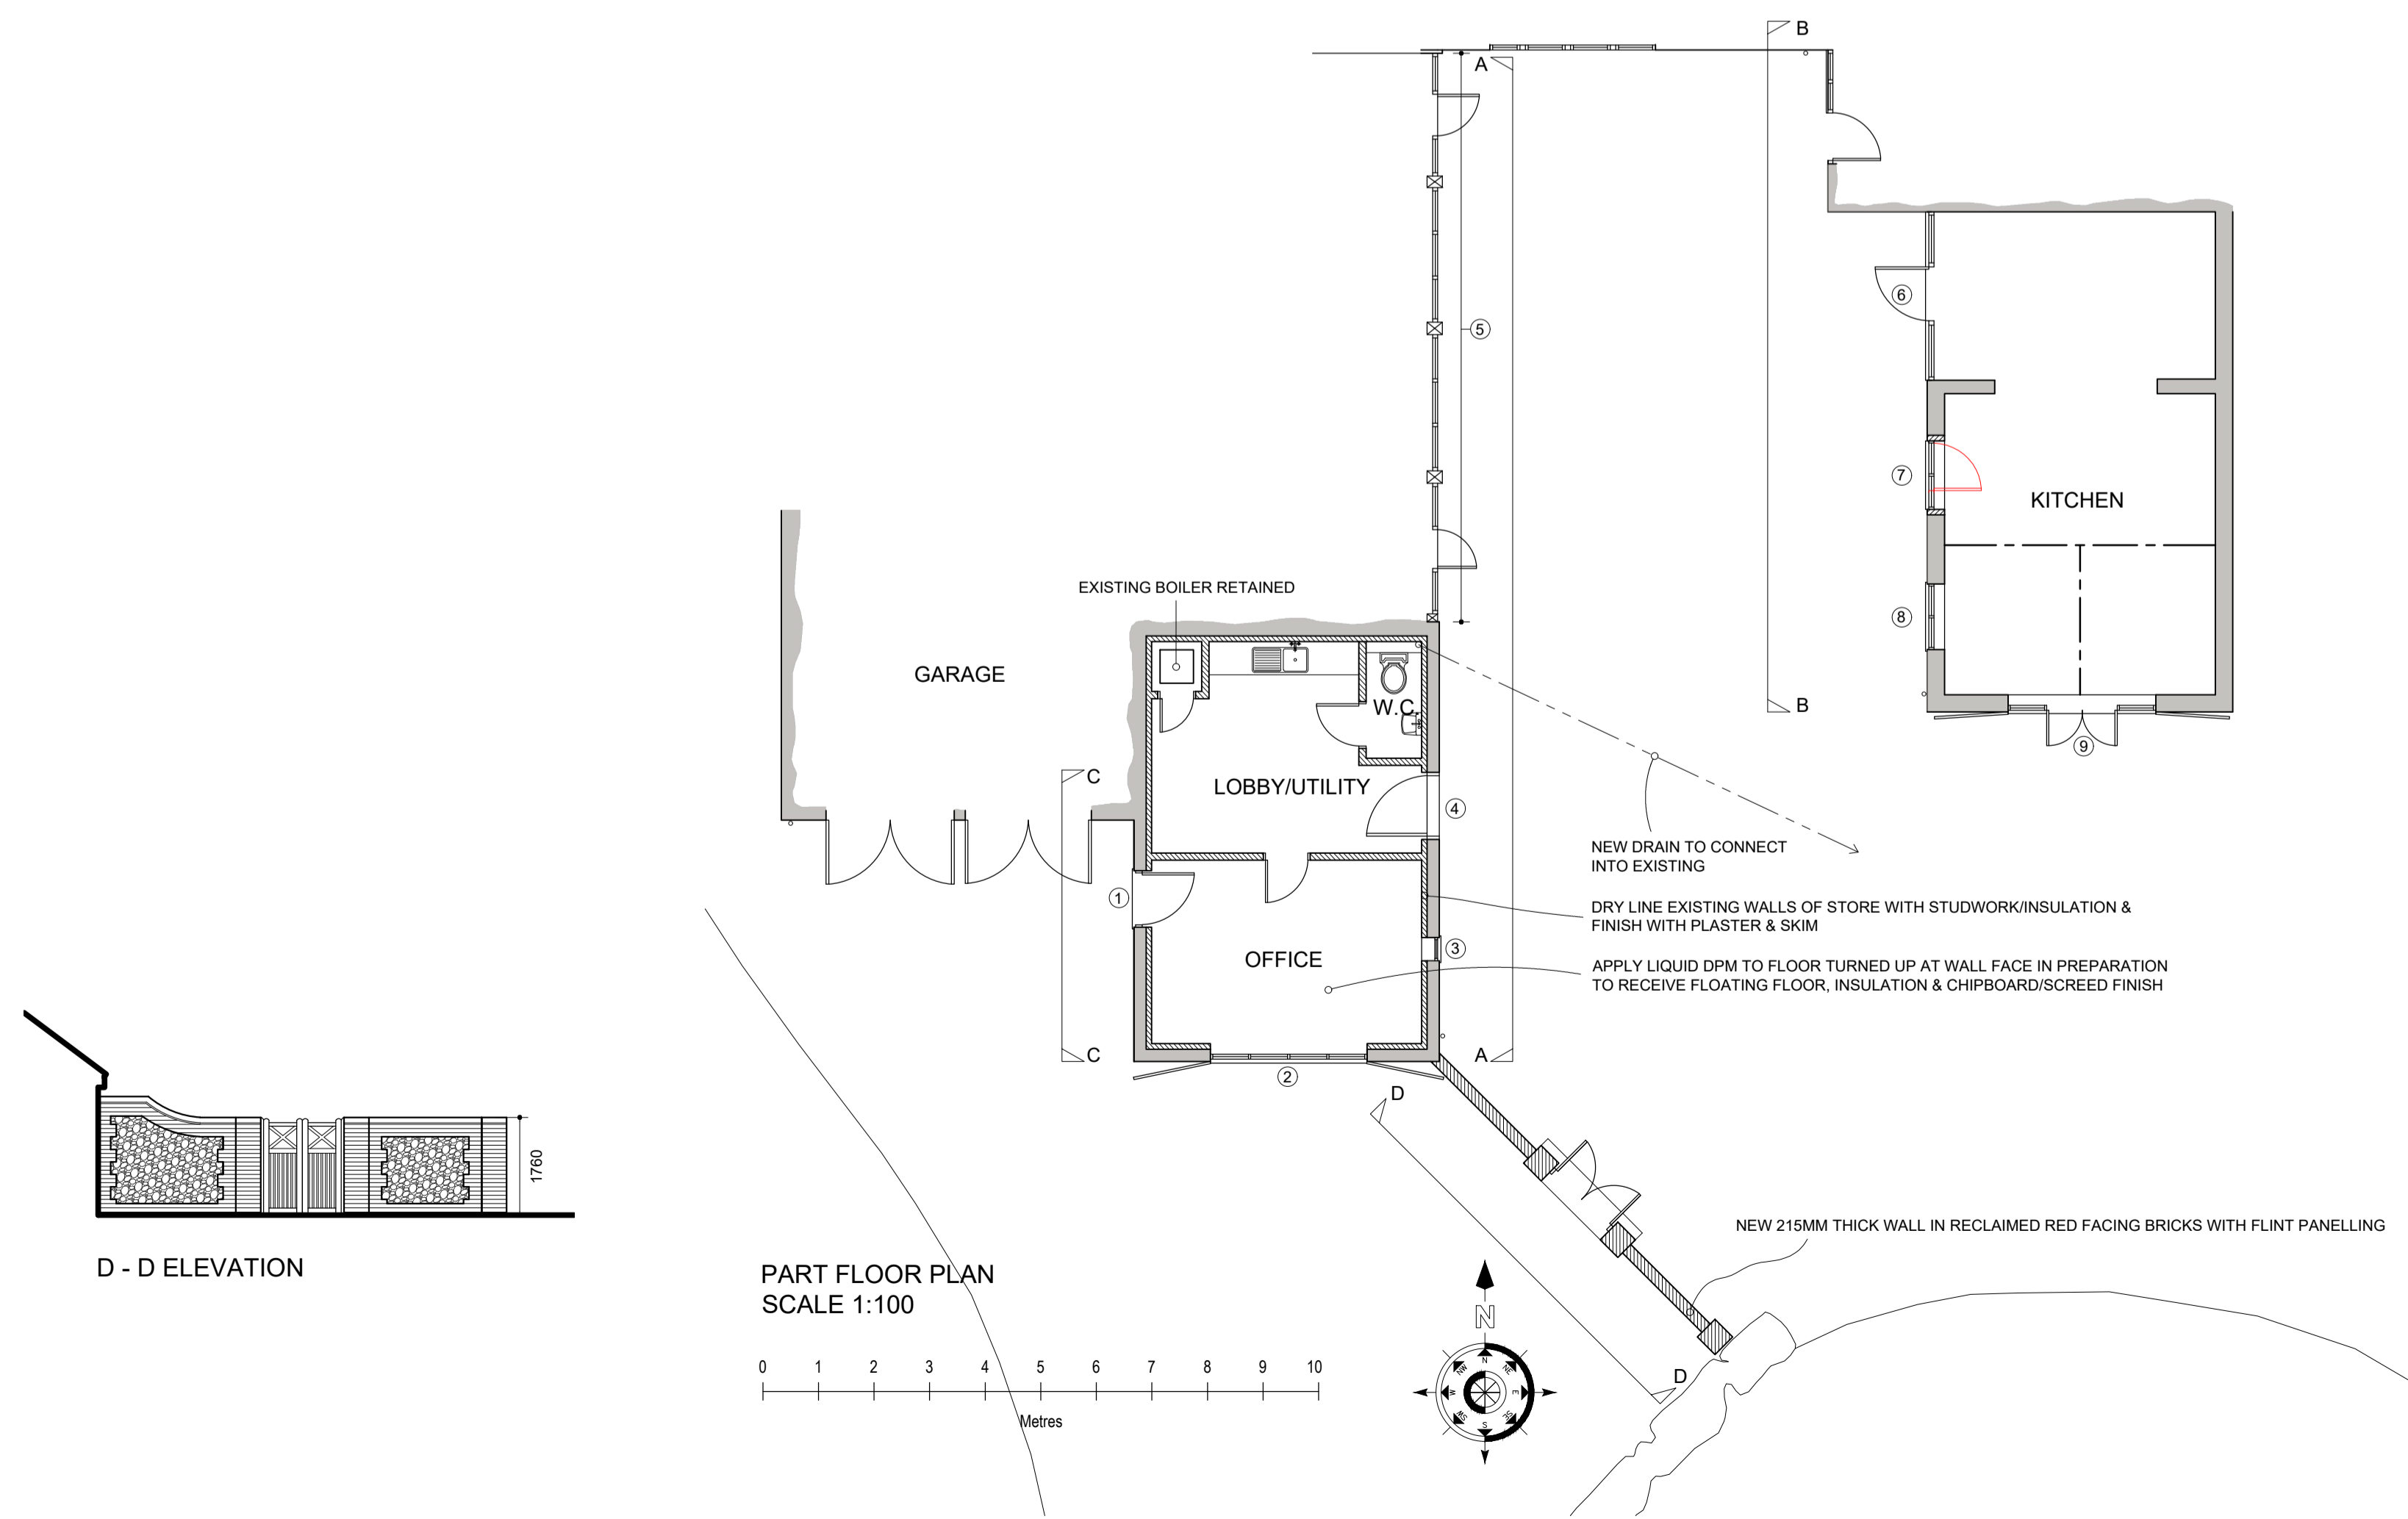 B
A
6
5
7
KITCHEN
EXISTING BOILER RETAINED
8
GARAGE
W.C.
B
9
C
LOBBY/UTILITY
4
NEW DRAIN TO CONNECT
INTO EXISTING
1
DRY LINE EXISTING WALLS OF STORE WITH STUDWORK/INSULATION &
FINISH WITH PLASTER & SKIM
3
OFFICE
APPLY LIQUID DPM TO FLOOR TURNED UP AT WALL FACE IN PREPARATION
TO RECEIVE FLOATING FLOOR, INSULATION & CHIPBOARD/SCREED FINISH
C
A
2
D
1760
NEW 215MM THICK WALL IN RECLAIMED RED FACING BRICKS WITH FLINT PANELLING
D - D ELEVATION
PART FLOOR PLAN
SCALE 1:100
N
0 1 2 3 4 5 6 7 8 9 10
Metres
N
NE
E
SE
S
SW
W
NW
D